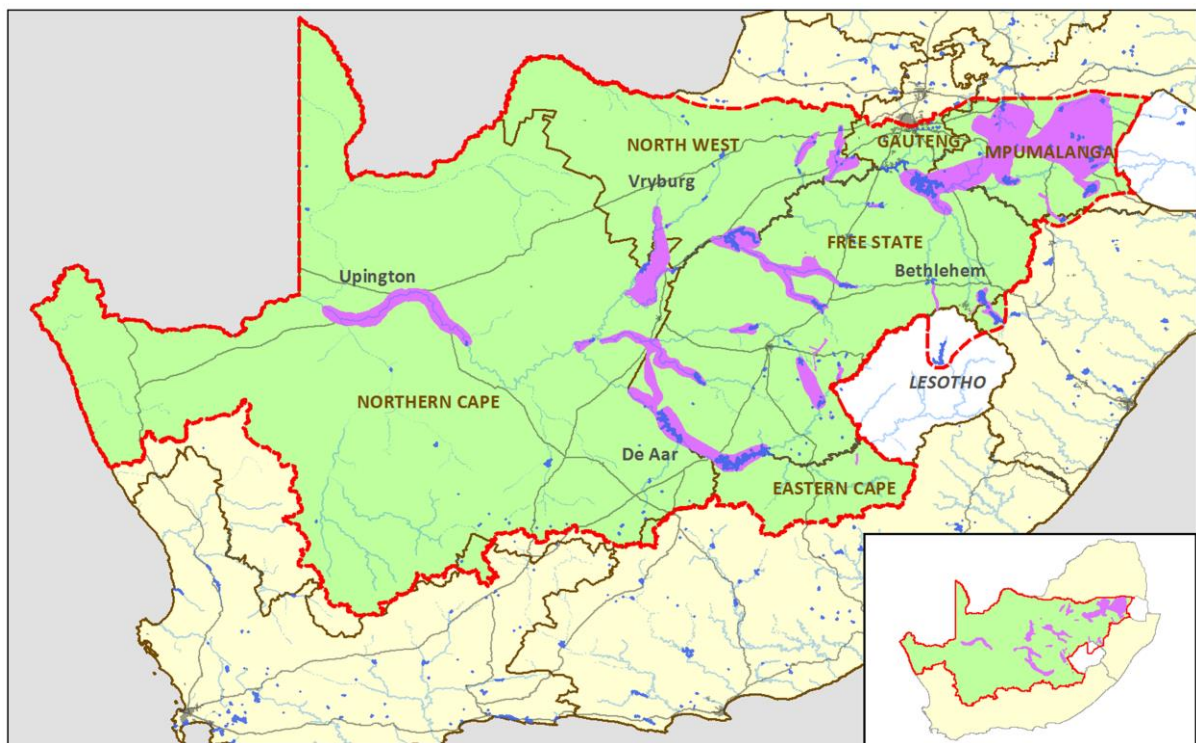 NORTH WEST
GAUTENG
MPUMALANGA
Vryburg
FREE STATE
Bethlehem
Upington
LESOTHO
NORTHERN CAPE
De Aar
EASTERN CAPE